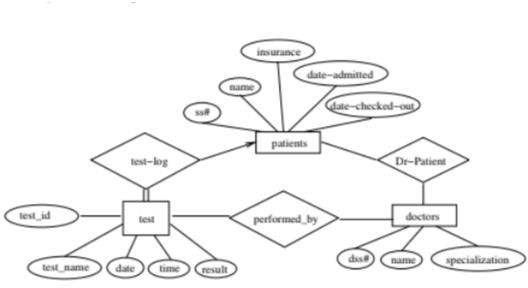 insurance
date-admitted
name
date-checked-out
ss#
patients
test-log
Dr-Patient
test_id
test
performed_by
doctors
test_name
date
time
result
dss#
name
specialization